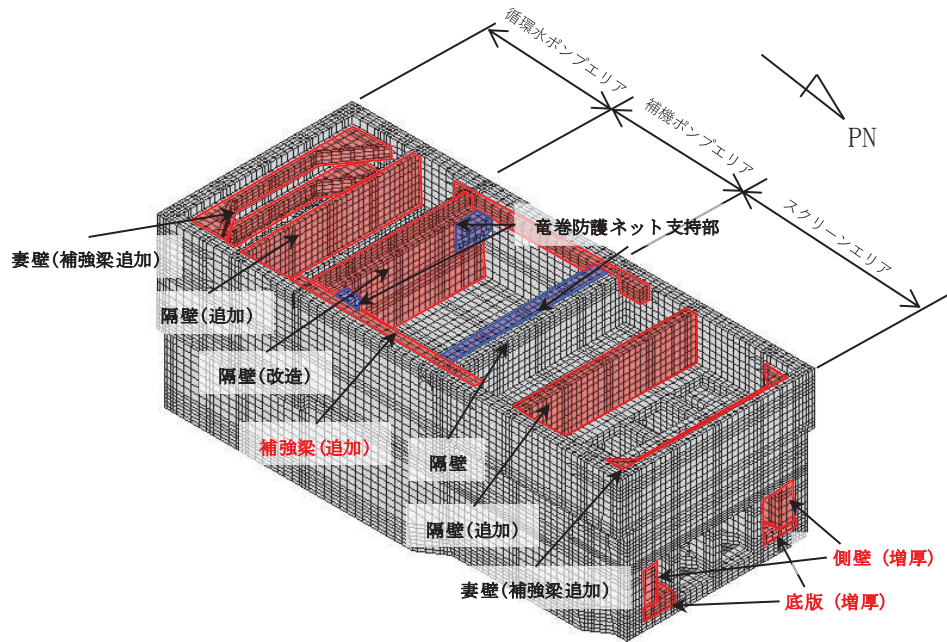 循環水ポンプエリア
補機ポンプエリア
スクリーンエリア
PN
竜巻防護ネット支持部
妻壁(補強梁追加)
隔壁(追加)
隔壁(改造)
補強梁(追加)
隔壁
隔壁(追加)
妻壁(補強梁追加)
側壁 (増厚)
底版 (増厚)